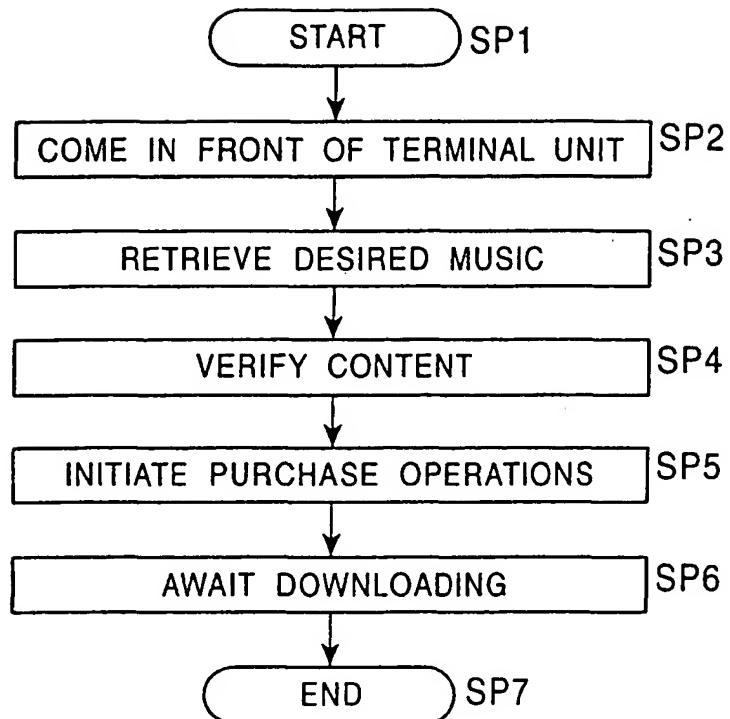 START SP1
COME IN FRONT OF TERMINAL UNIT SP2
RETRIEVE DESIRED MUSIC SP3
VERIFY CONTENT SP4
INITIATE PURCHASE OPERATIONS SP5
AWAIT DOWNLOADING SP6
END SP7